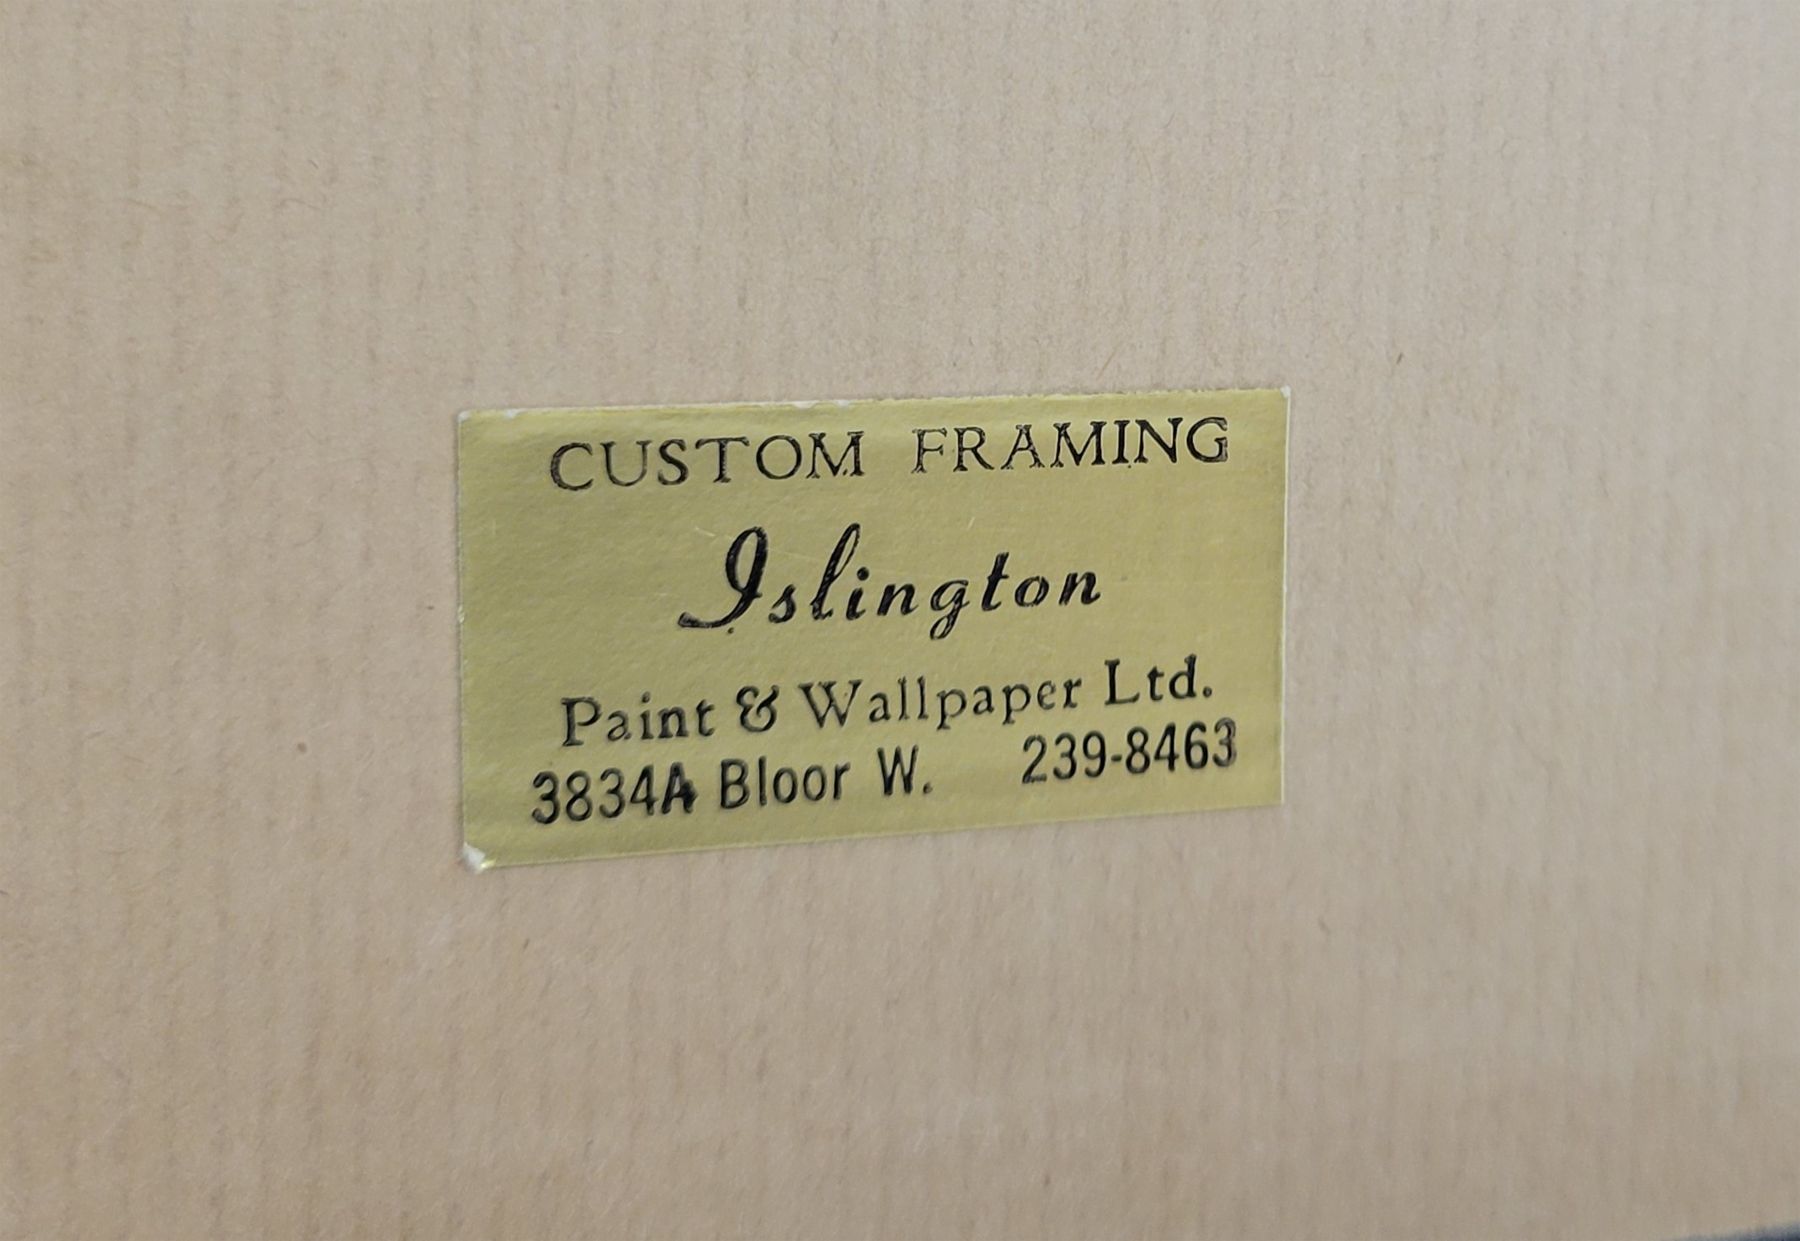 CUSTOM FRAMING
Islington
Paint & Wallpaper Ltd.
3834A Bloor W. 239-8463